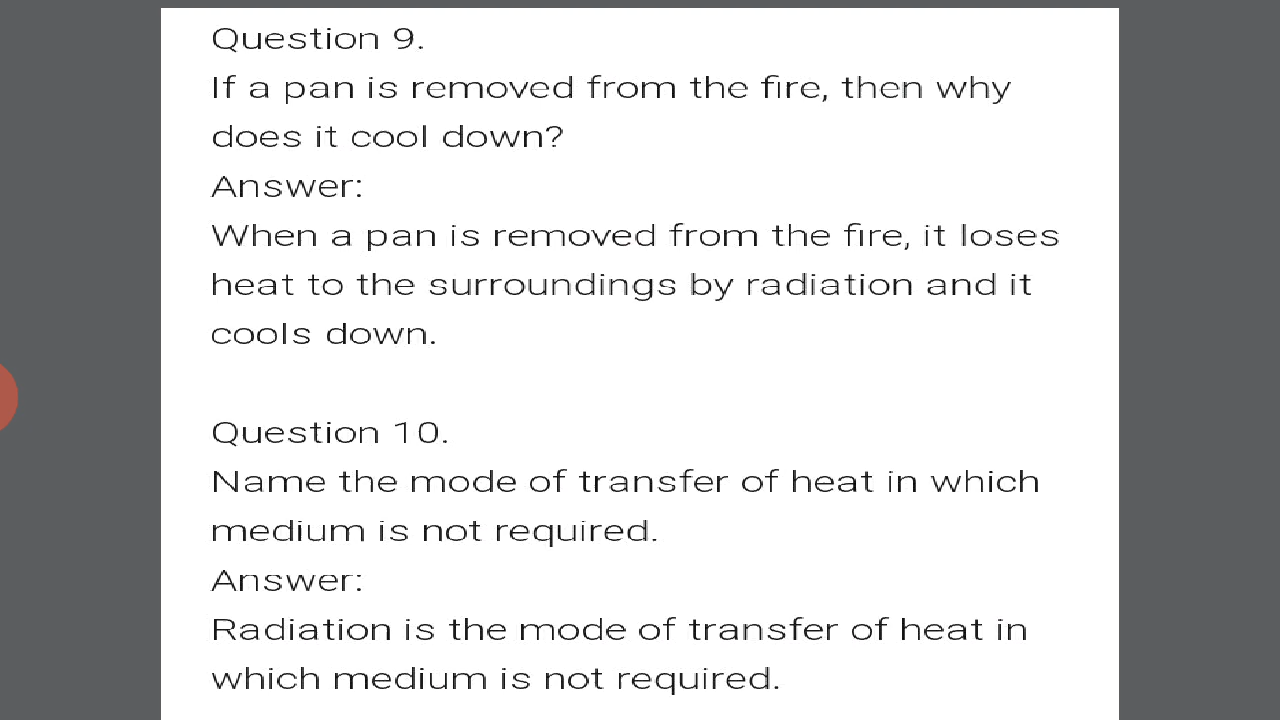 Question 9.
If a pan is removed from the fire, then why
does it cool down?
Answer:
When a pan is removed from the fire, it loses
heat to the surroundings by radiation and it
cools down.
Question 10.
Name the mode of transfer of heat in which
medium is not required.
Answer:
Radiation is the mode of transfer of heat in
which medium is not required.